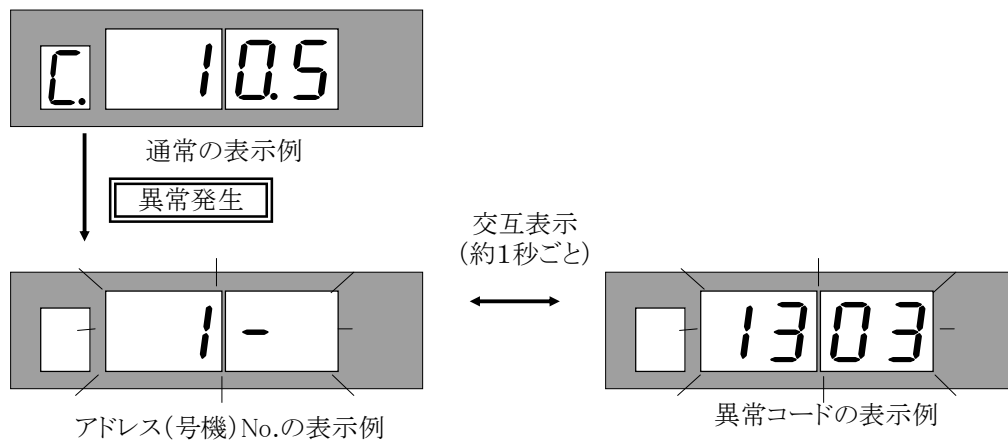 C. 10.5
通常の表示例
異常発生
交互表示
(約1秒ごと)
1-
1303
アドレス(号機)No.の表示例
異常コードの表示例